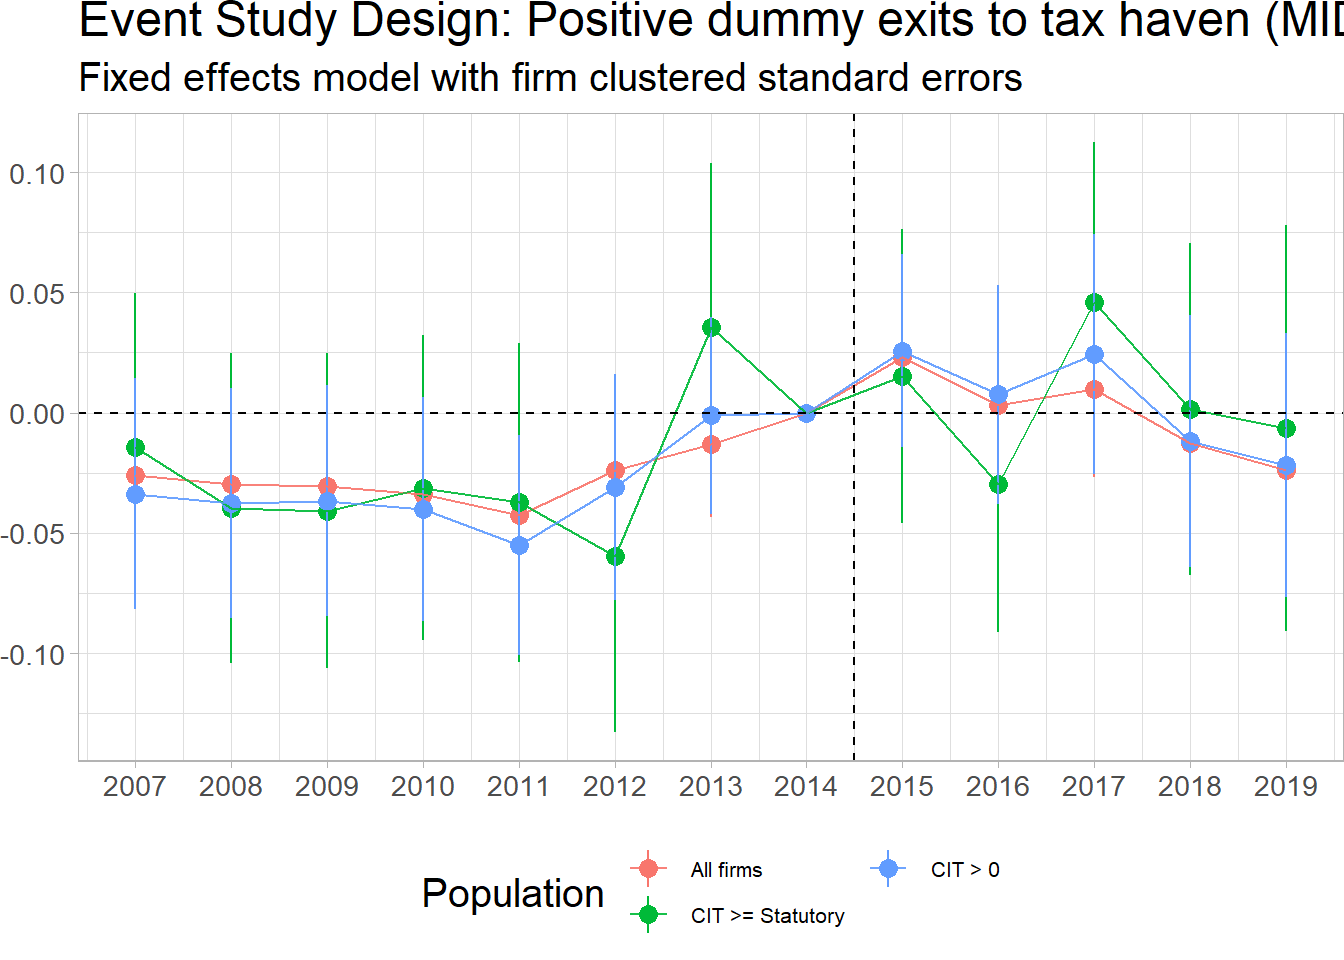 Event Study Design: Positive dummy exits to tax haven (MID
Fixed effects model with firm clustered standard errors
0.10
0.05
0.00
-0.05
-0.10
2007 2008 2009 2010 2011 2012 2013 2014 2015 2016 2017 2018 2019
Population
All firms
CIT >= Statutory
CIT > 0